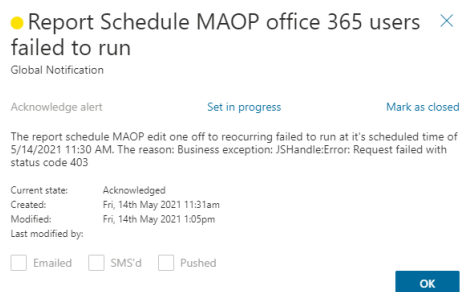 Report Schedule MAOP office 365 users
failed to run
Global Notification
Acknowledge alert Set in progress Mark as closed
The report schedule MAOP edit one off to reocurring failed to run at it's scheduled time of
5/14/2021 11:30 AM. The reason: Business exception: JSHandle:Error: Request failed with
status code 403
Current state: Acknowledged
Created: Fri, 14th May 2021 11:31am
Modified: Fri, 14th May 2021 1:05pm
Last modified by:
Emailed SMS'd Pushed
OK